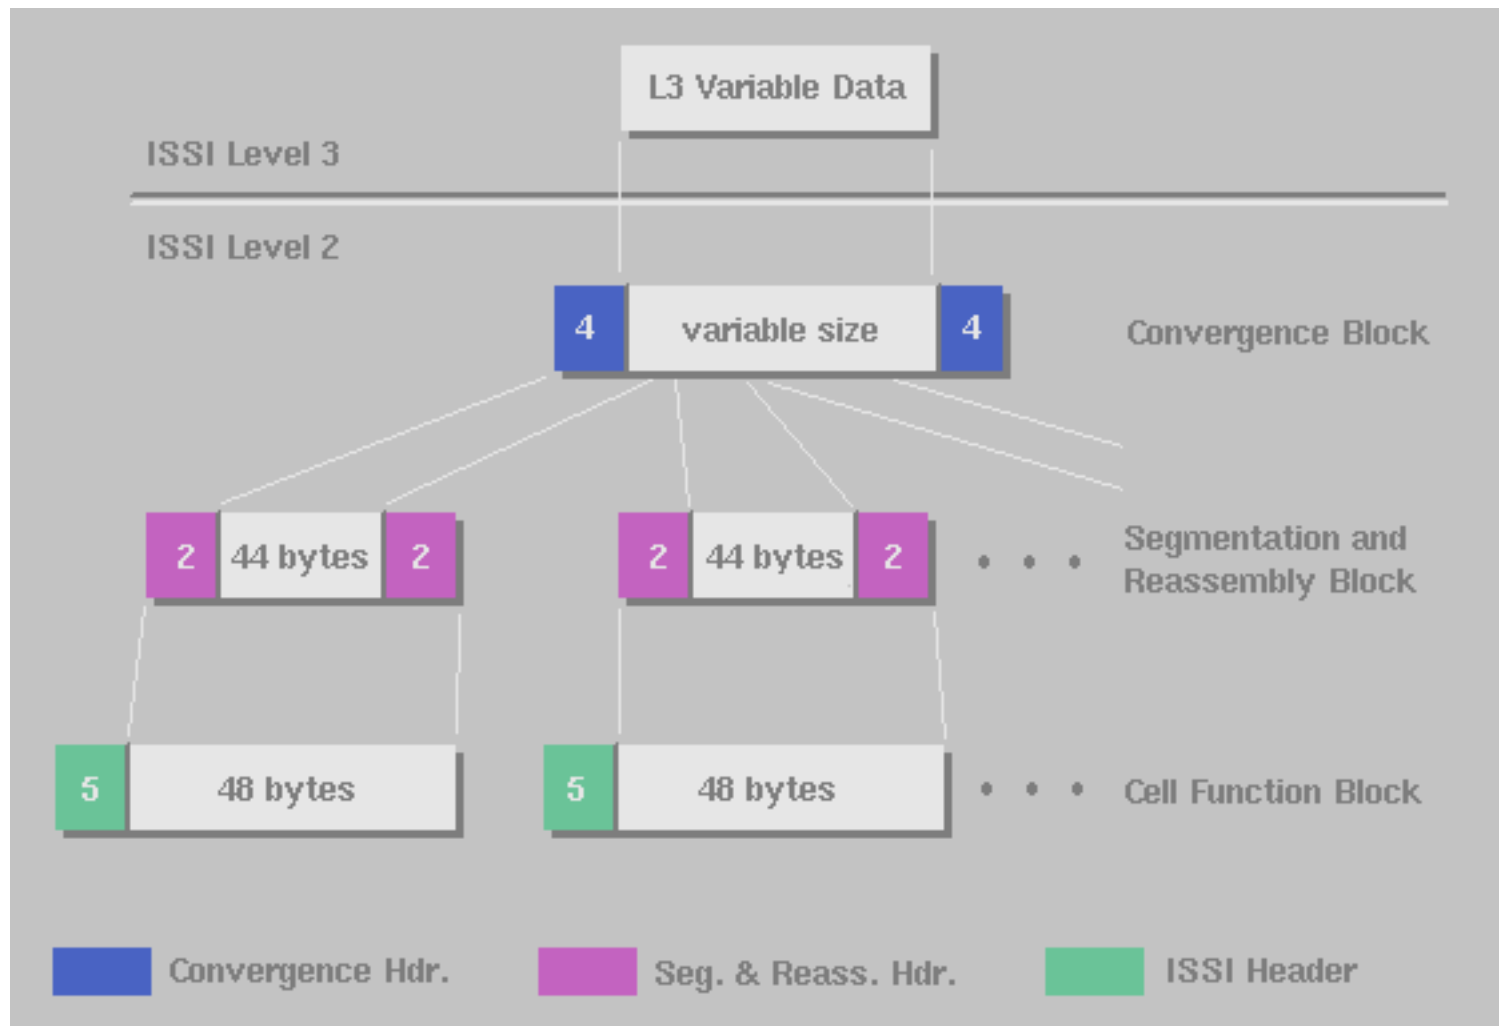 L3 Variable Data
ISSI Level 3
ISSI Level 2
4 variable size 4
Convergence Block
2 44 bytes 2
2 44 bytes 2
Segmentation and
Reassembly Block
5 48 bytes
5 48 bytes
Cell Function Block
Convergence Hdr.
Seg. & Reass. Hdr.
ISSI Header